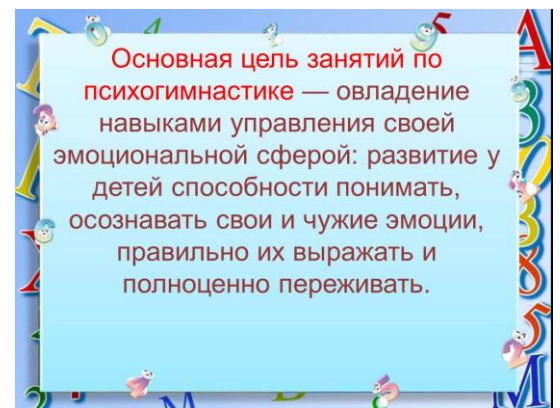 Основная цель занятий по
психогимнастике — овладение
навыками управления своей
эмоциональной сферой: развитие у
детей способности понимать,
осознавать свои и чужие эмоции,
правильно их выражать и
полноценно переживать.